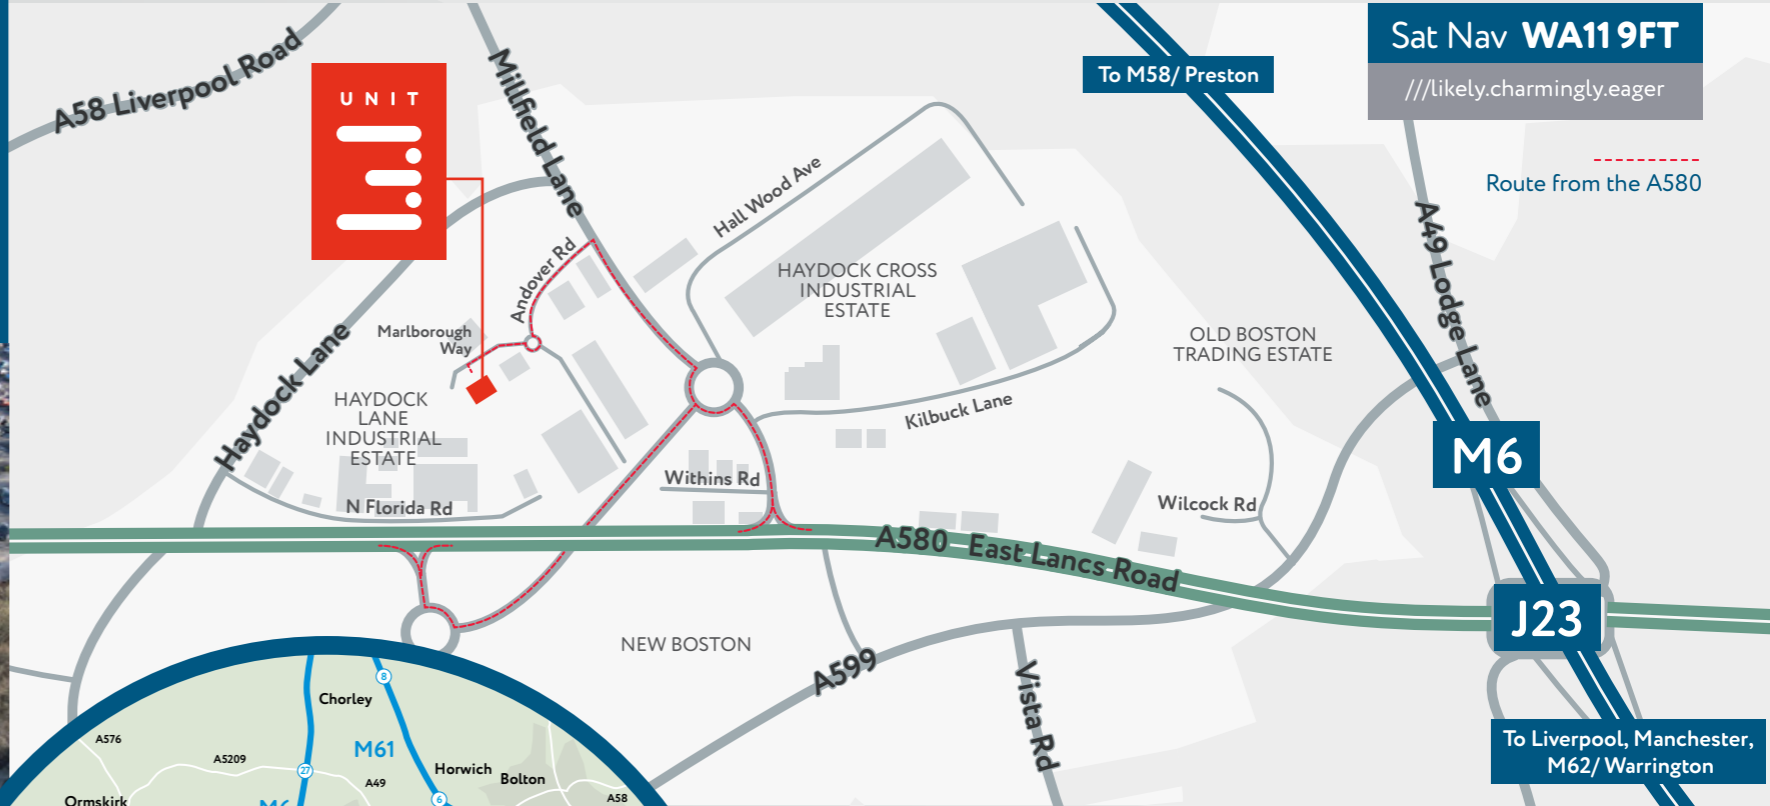 Sat Nav WA11 9FT
///likely.charmingly.eager
Route from the A580
To M58/ Preston
A58 Liverpool Road
UNIT
Millfield Lane
Hall Wood Ave
A49 Lodge Lane
Andover Rd
HAYDOCK CROSS
INDUSTRIAL
ESTATE
Marlborough
Way
OLD BOSTON
TRADING ESTATE
Haydock Lane
HAYDOCK
LANE
INDUSTRIAL
ESTATE
Kilbuck Lane
M6
Withins Rd
N Florida Rd
Wilcock Rd
A580 East Lancs Road
J23
NEW BOSTON
A599
Vista Rd
To Liverpool, Manchester,
M62/ Warrington
8
Chorley
A576
M61
A5209
27
A49
Horwich
Bolton
6
A58
Ormskirk
M6